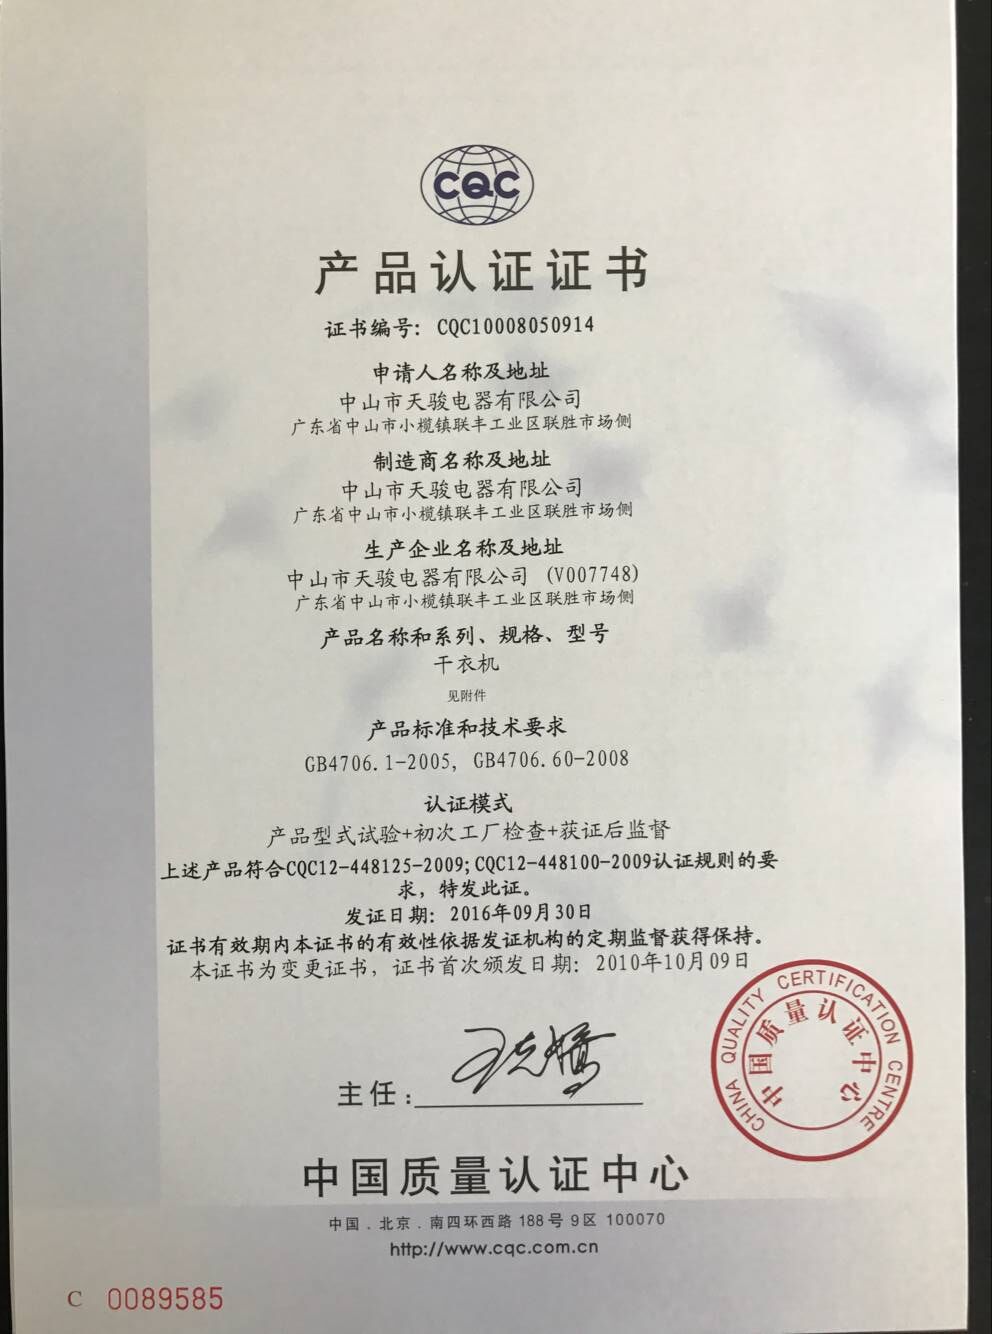 CQC
产品认证证书
证书编号：CQC10008050914
申请人名称及地址
中山市天骏电器有限公司
广东省中山市小榄镇联丰工业区联胜市场侧
制造商名称及地址
中山市天骏电器有限公司
广东省中山市小榄镇联丰工业区联胜市场侧
生产企业名称及地址
中山市天骏电器有限公司 (V007748)
广东省中山市小榄镇联丰工业区联胜市场侧
产品名称和系列、规格、型号
干衣机
见附件
产品标准和技术要求
GB4706.1-2005, GB4706.60-2008
认证模式
产品型式试验+初次工厂检查+获证后监督
上述产品符合CQC12-448125-2009;CQC12-448100-2009认证规则的要
求，特发此证。
发证日期：2016年09月30日
证书有效期内本证书的有效性依据发证机构的定期监督获得保持。
本证书为变更证书，证书首次颁发日期：2010年10月09日
CHINA QUALITY CERTIFICATION CENTRE
中国质量认证中心
主任：
中国质量认证中心
中国．北京．南四环西路 188 号 9 区 100070
http://www.cqc.com.cn
C 0089585